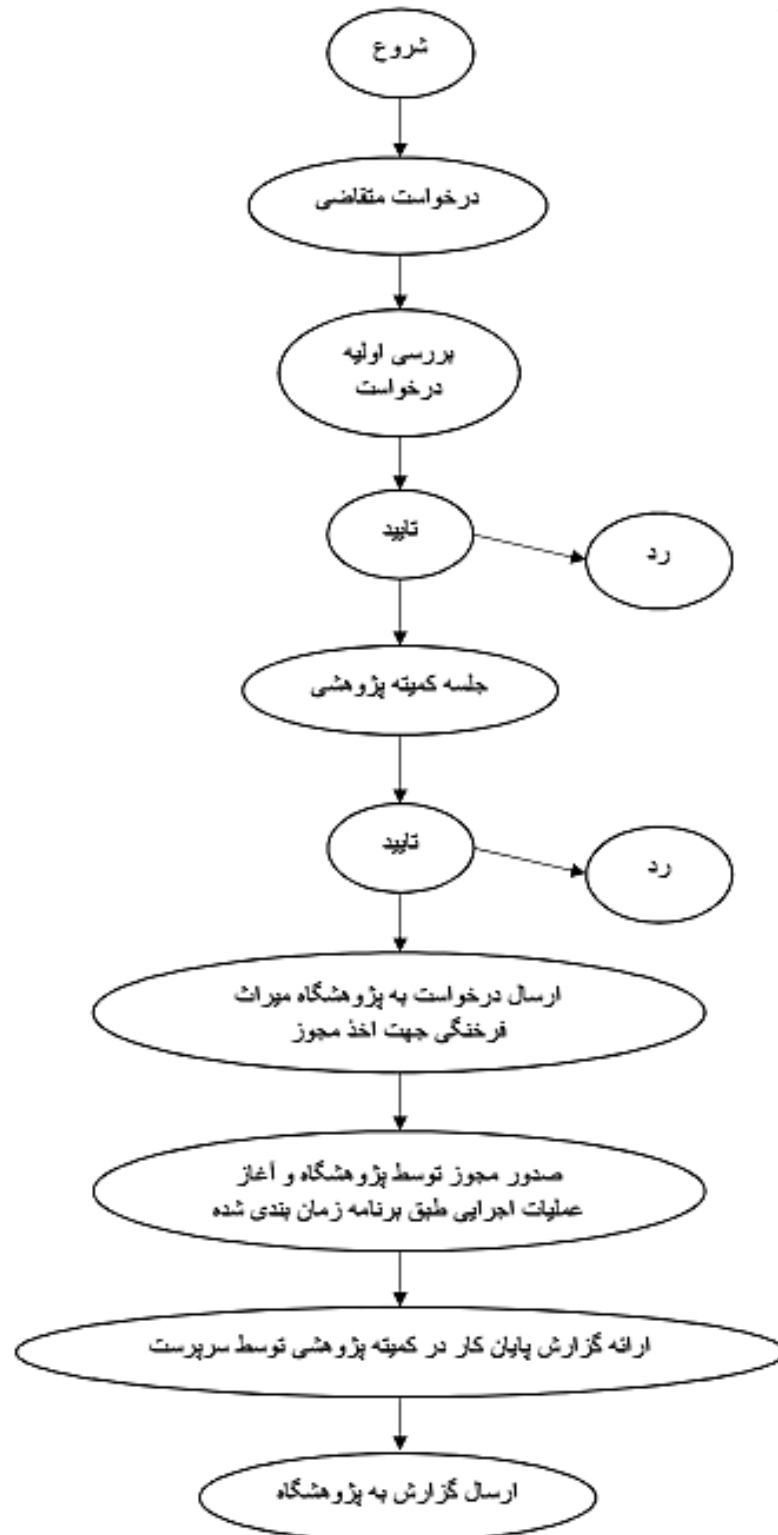 شروع
درخواست متقاضی
بررسی اولیه
درخواست
تایید
رد
جلسه کمیته پژوهشی
تایید
رد
ارسال درخواست به پژوهشگاه میراث
فرخنگی جهت اخذ مجوز
صدور مجوز توسط پژوهشگاه و آغاز
عملیات اجرایی طبق برنامه زمان بندی شده
ارائه گزارش پایان کار در کمیته پژوهشی توسط سرپرست
ارسال گزارش به پژوهشگاه